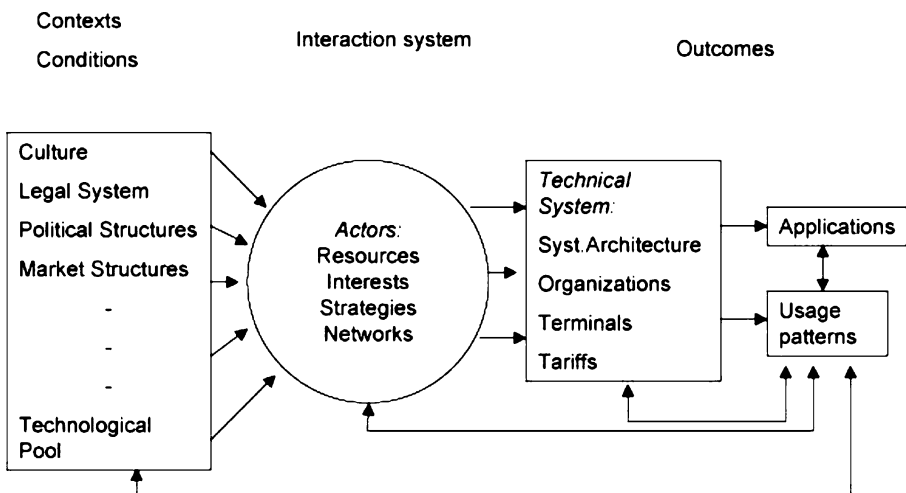 Contexts
Conditions
Interaction system
Outcomes
Culture
Legal System
Political Structures
Market Structures
-
-
-
Technological
Pool
Actors:
Resources
Interests
Strategies
Networks
Technical
System:
Syst.Architecture
Organizations
Terminals
Tariffs
Applications
Usage
patterns